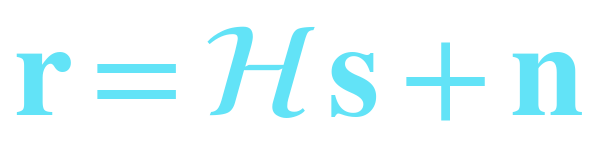 r = ℋs + n